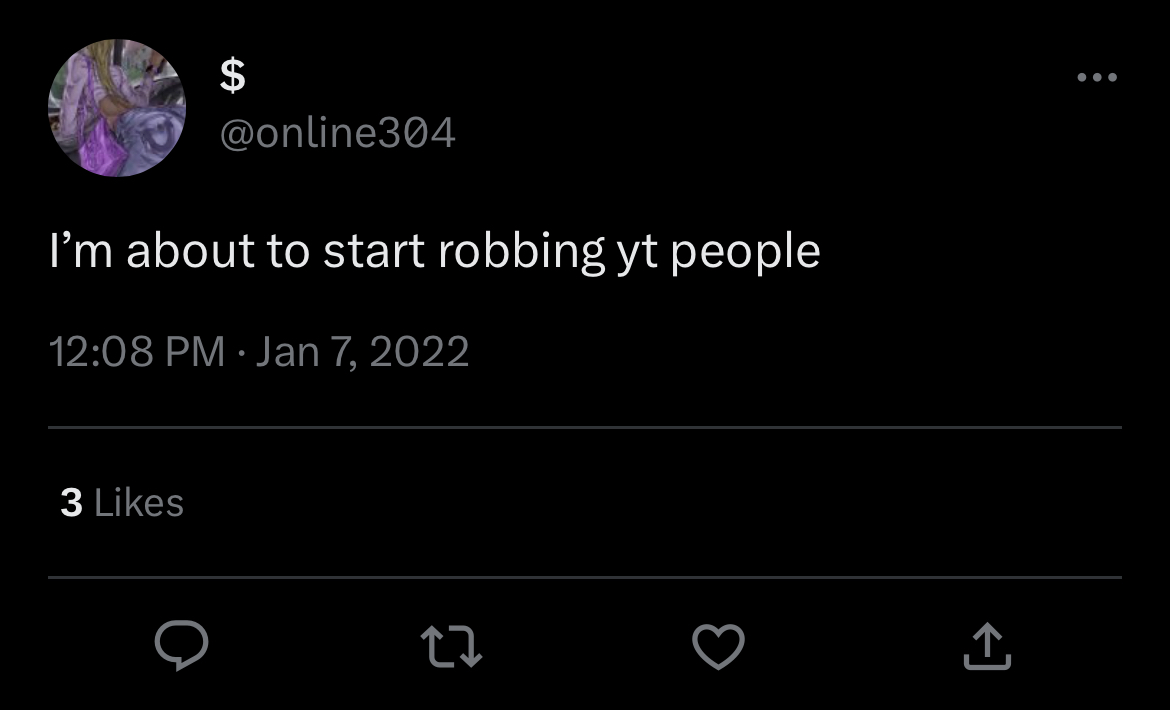 $
@online304
I’m about to start robbing yt people
12:08 PM · Jan 7, 2022
3 Likes